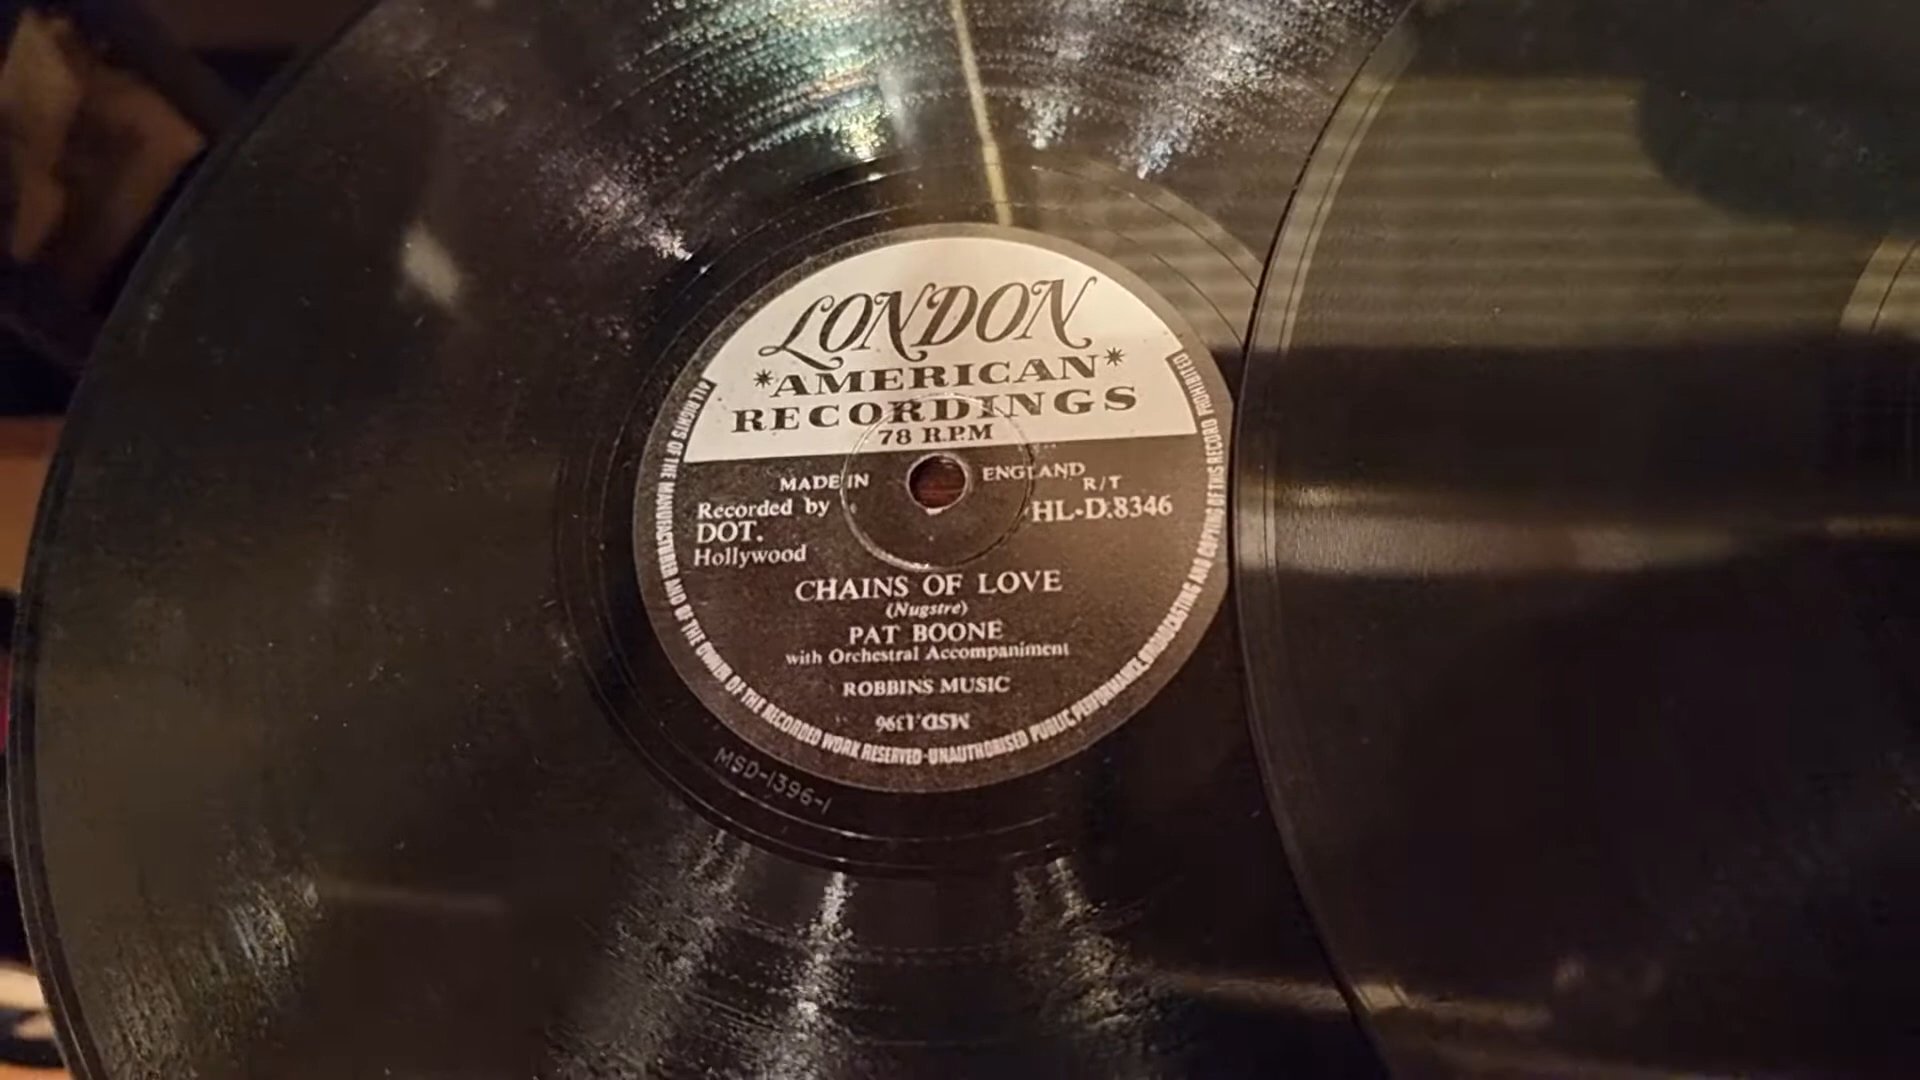 LONDON
*AMERICAN*
RECORDINGS
78 R.P.M
MADE IN ENGLAND
R/T
Recorded by
DOT.
Hollywood
HL-D.8346
CHAINS OF LOVE
(Nugstre)
PAT BOONE
with Orchestral Accompaniment
ROBBINS MUSIC
MSD.1396
ALL RIGHTS OF THE MANUFACTURER AND OF THE OWNER OF THE RECORDED WORK RESERVED·UNAUTHORISED PUBLIC PERFORMANCE, BROADCASTING AND COPYING OF THIS RECORD PROHIBITED
MSD-1396-1